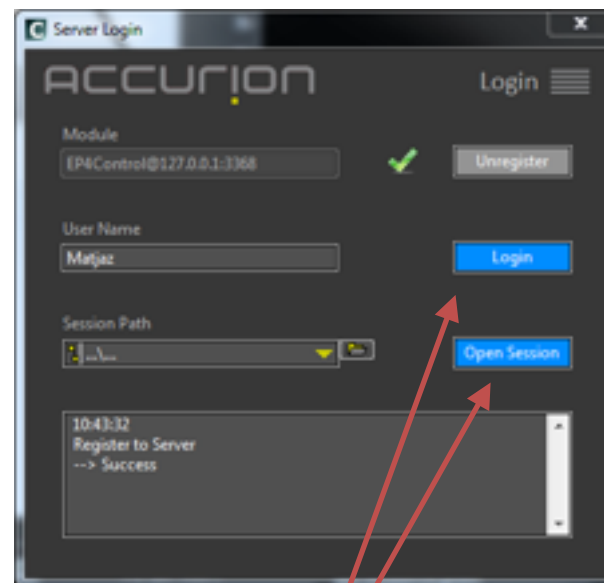 Server Login
ACCURION
Login
Module
EP4Control@127.0.0.1:3368
Unregister
User Name
Matjaz
Login
Session Path
..\...
Open Session
10:43:32
Register to Server
--> Success